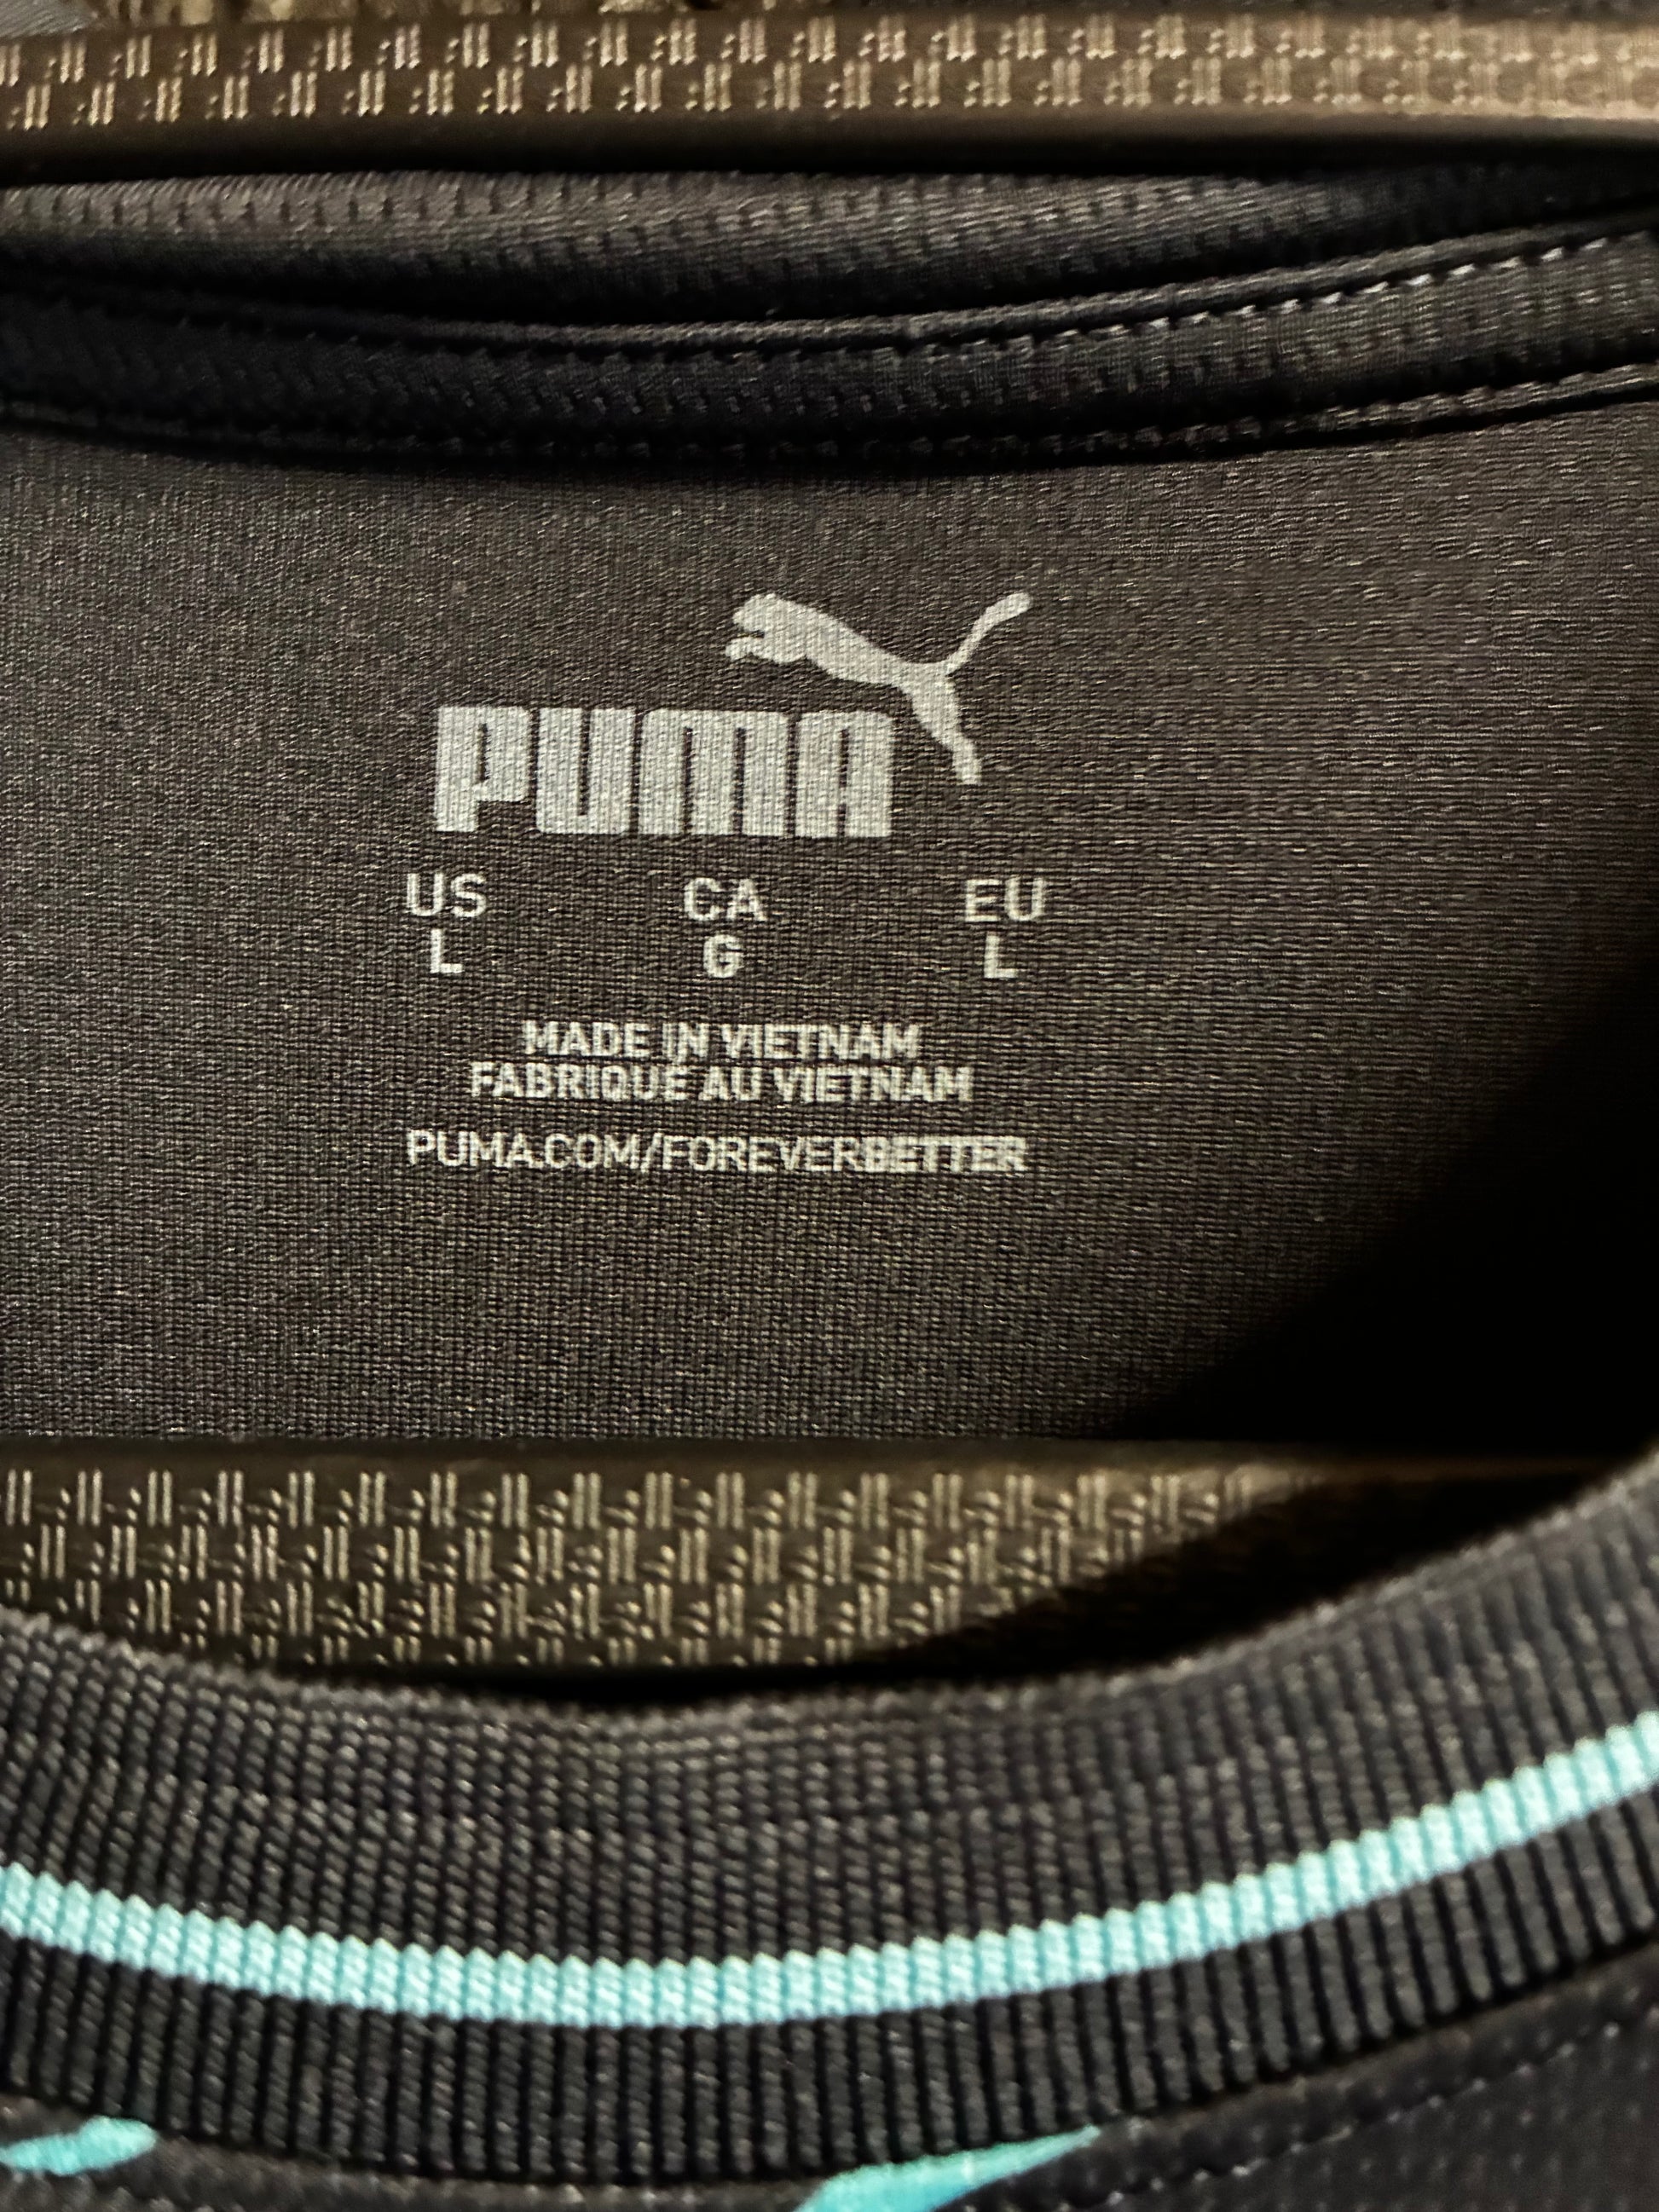 PUMA
US CA EU
L G L
MADE IN VIETNAM
FABRIQUÉ AU VIETNAM
PUMA.COM/FOREVERBETTER